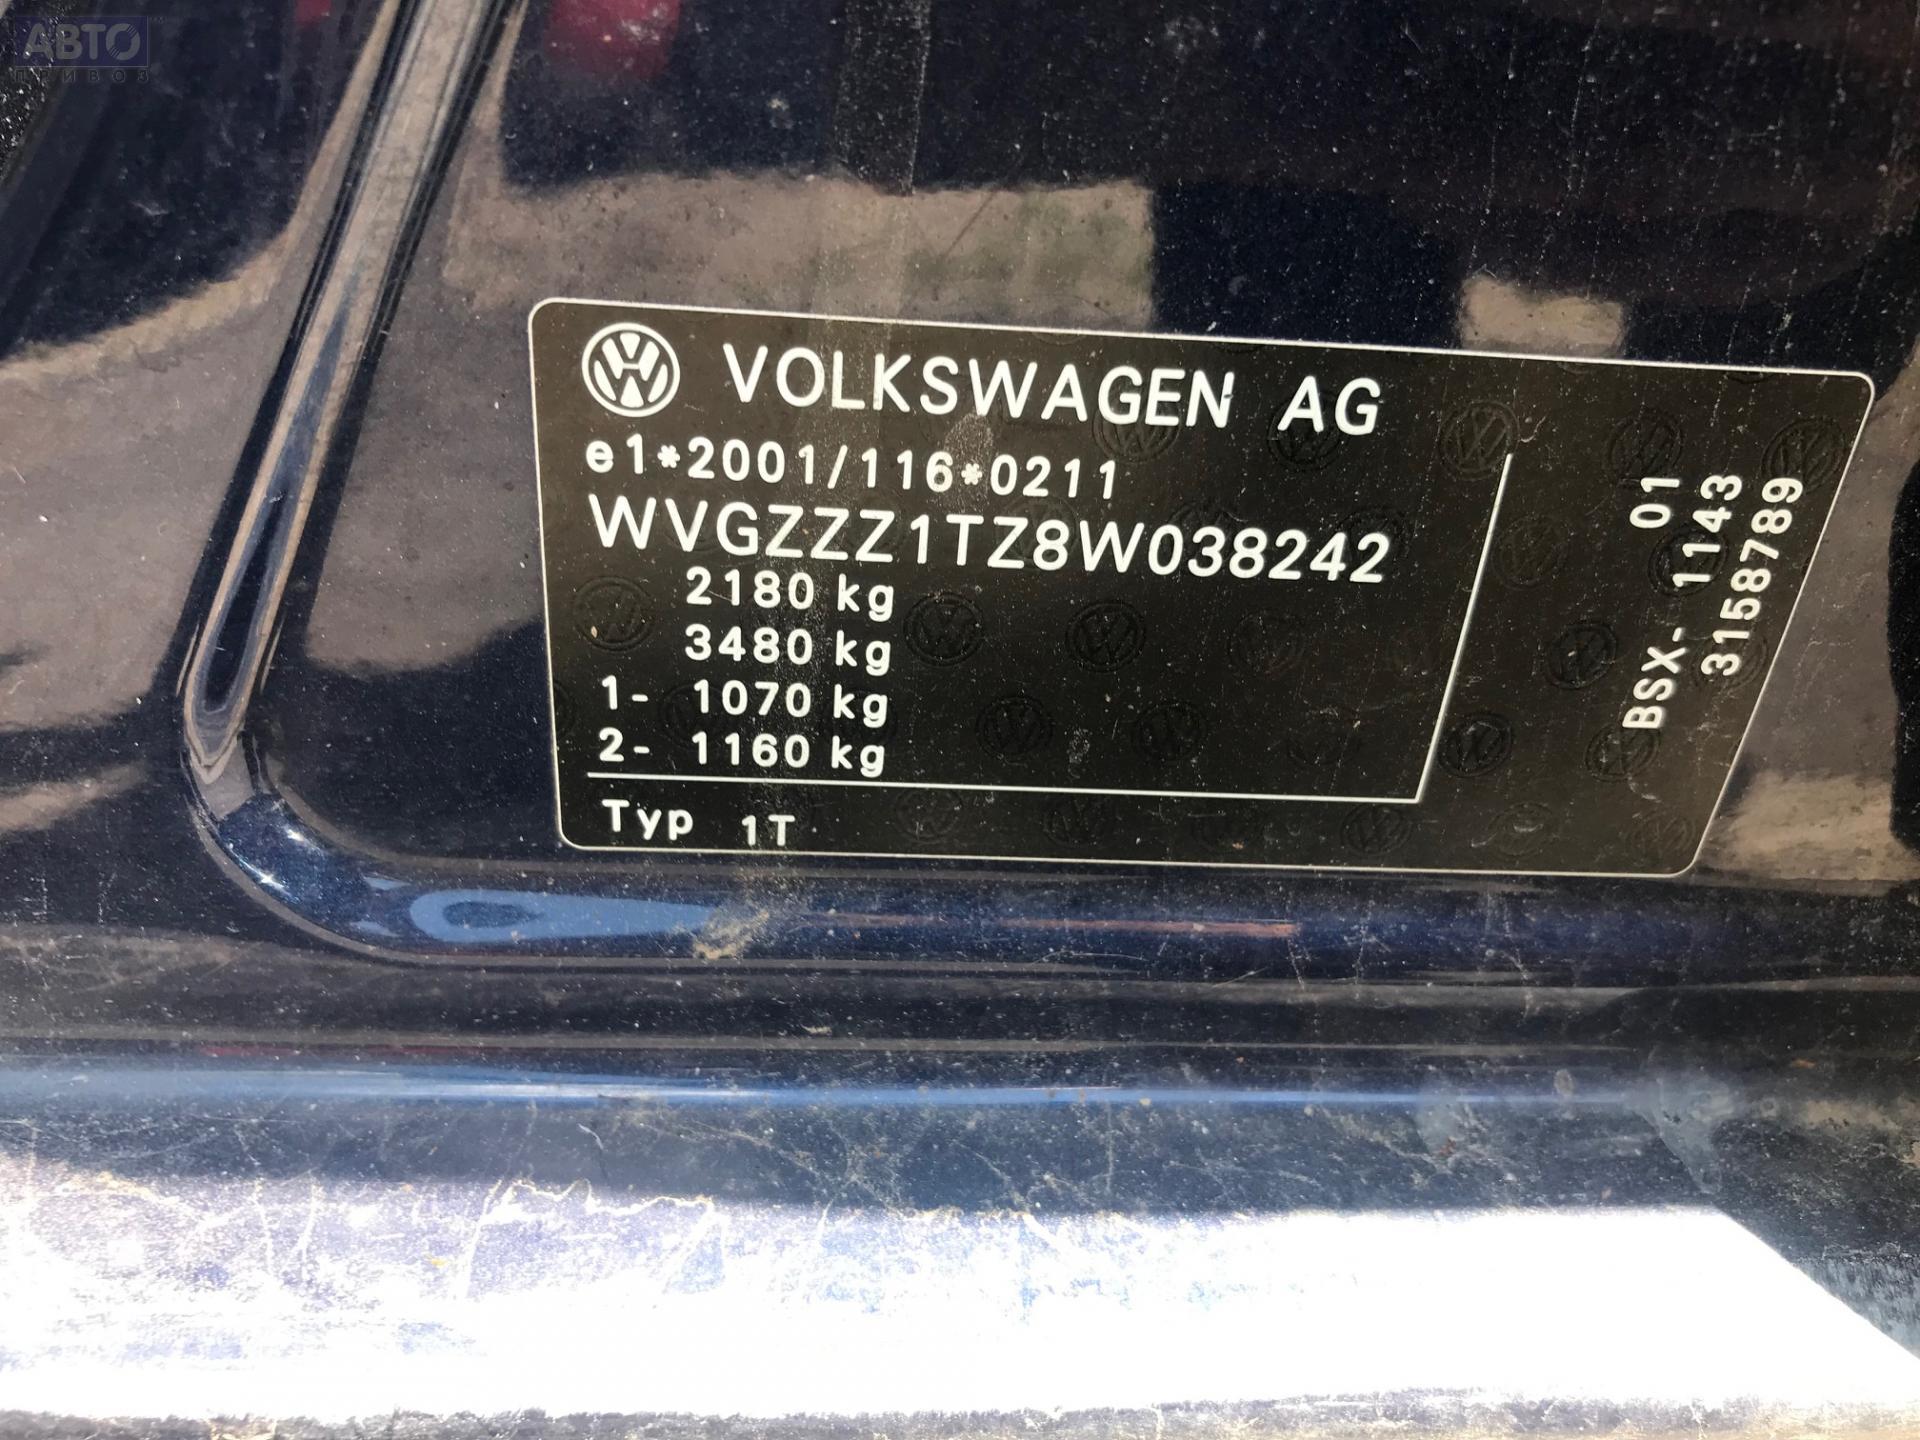 АВТО
ПРИВОЗ
VOLKSWAGEN AG
e1*2001/116*0211
WVGZZZ1TZ8W038242
2180 kg
3480 kg
1- 1070 kg
2- 1160 kg
Typ 1T
BSX- 01
1143
3158789